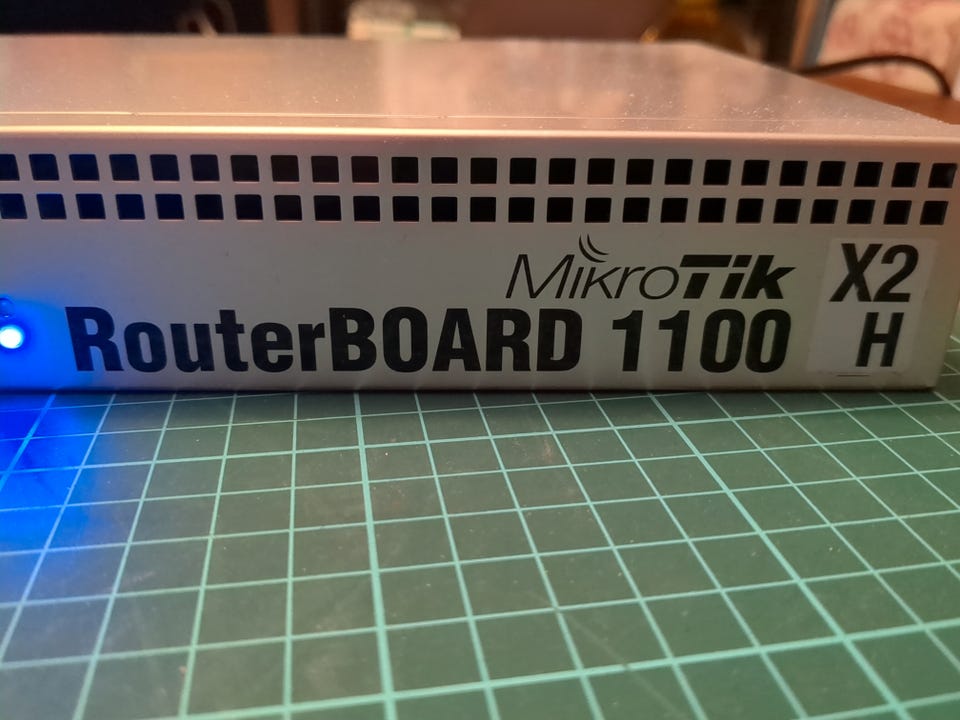 MikroTik
RouterBOARD 1100
X2
H